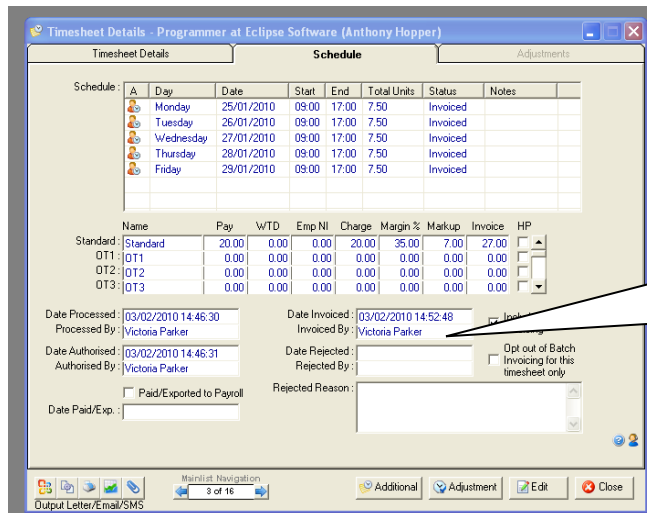 Timesheet Details - Programmer at Eclipse Software (Anthony Hopper)
Timesheet Details Schedule Adjustments
Schedule : A Day Date Start End Total Units Status Notes
Monday 25/01/2010 09:00 17:00 7.50 Invoiced
Tuesday 26/01/2010 09:00 17:00 7.50 Invoiced
Wednesday 27/01/2010 09:00 17:00 7.50 Invoiced
Thursday 28/01/2010 09:00 17:00 7.50 Invoiced
Friday 29/01/2010 09:00 17:00 7.50 Invoiced
Name Pay WTD Emp NI Charge Margin % Markup Invoice HP
Standard : Standard 20.00 0.00 0.00 20.00 35.00 7.00 27.00
OT1 : OT1 0.00 0.00 0.00 0.00 0.00 0.00 0.00
OT2 : OT2 0.00 0.00 0.00 0.00 0.00 0.00 0.00
OT3 : OT3 0.00 0.00 0.00 0.00 0.00 0.00 0.00
Date Processed : 03/02/2010 14:46:30 Date Invoiced : 03/02/2010 14:52:48
Processed By : Victoria Parker Invoiced By : Victoria Parker
Date Authorised : 03/02/2010 14:46:31 Date Rejected : Opt out of Batch
Authorised By : Victoria Parker Rejected By : Invoicing for this
timesheet only
Paid/Exported to Payroll Rejected Reason :
Date Paid/Exp. :
Mainlist Navigation
3 of 16 Additional Adjustment Edit Close
Output Letter/Email/SMS